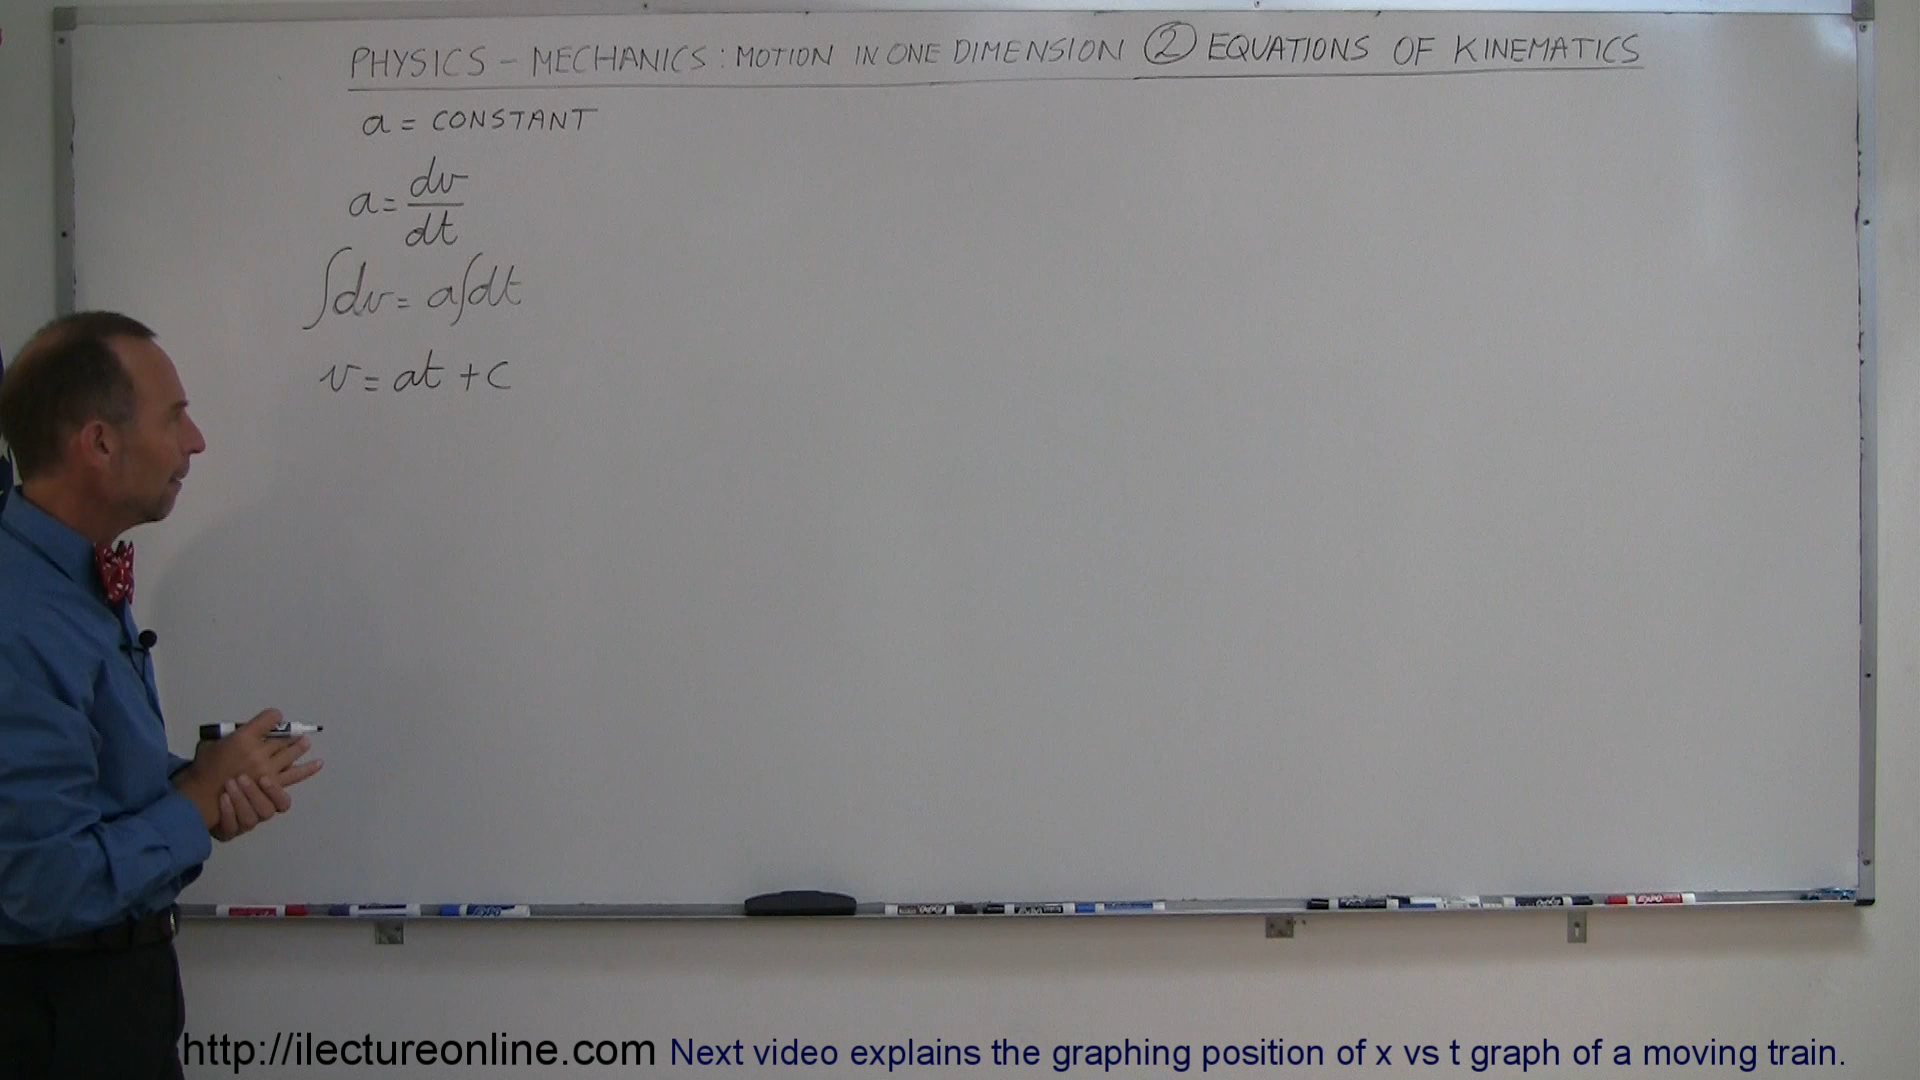 PHYSICS – MECHANICS: MOTION IN ONE DIMENSION ② EQUATIONS OF KINEMATICS
a = CONSTANT
a = dv/dt
∫dv = a∫dt
v = at + c
EXPO
http://ilectureonline.com Next video explains the graphing position of x vs t graph of a moving train.